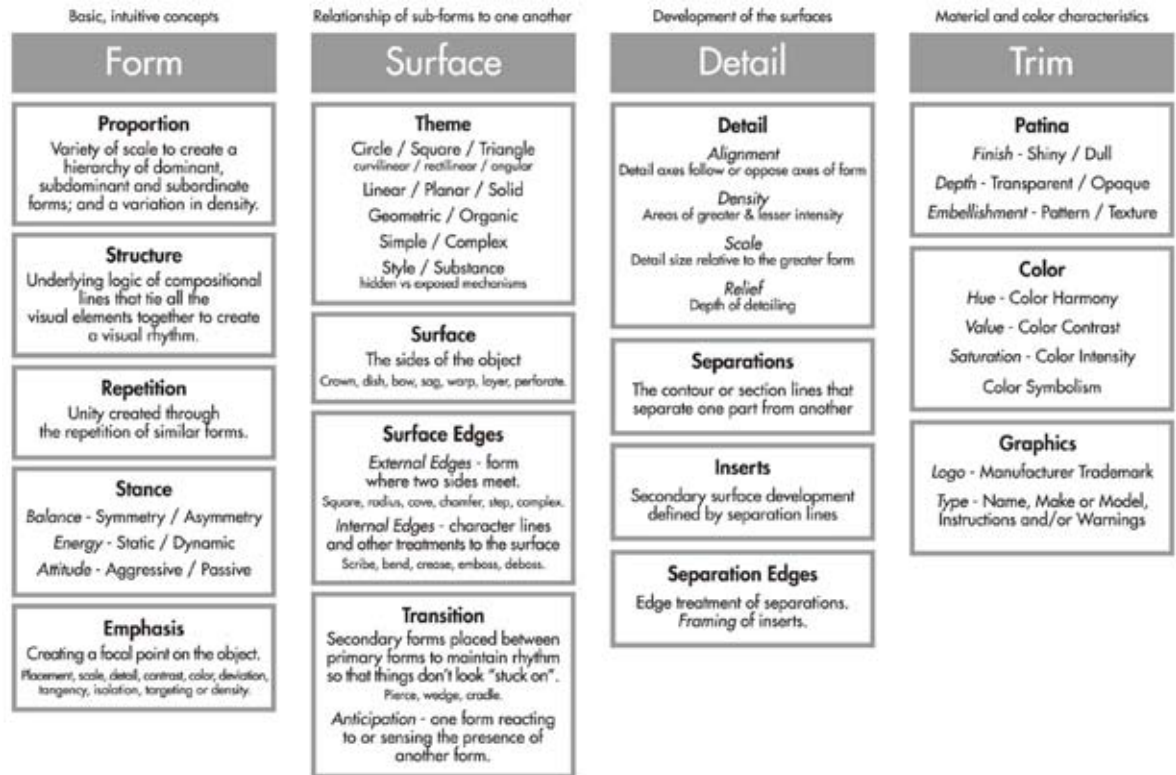 Basic, intuitive concepts
Form
Proportion
Variety of scale to create a
hierarchy of dominant,
subdominant and subordinate
forms; and a variation in density.
Structure
Underlying logic of compositional
lines that tie all the
visual elements together to create
a visual rhythm.
Repetition
Unity created through
the repetition of similar forms.
Stance
Balance - Symmetry / Asymmetry
Energy - Static / Dynamic
Attitude - Aggressive / Passive
Emphasis
Creating a focal point on the object.
Placement, scale, detail, contrast, color, deviation,
tangency, isolation, targeting or density.
Relationship of sub-forms to one another
Surface
Theme
Circle / Square / Triangle
curvilinear / rectilinear / angular
Linear / Planar / Solid
Geometric / Organic
Simple / Complex
Style / Substance
hidden vs exposed mechanisms
Surface
The sides of the object
Crown, dish, bow, sag, warp, layer, perforate.
Surface Edges
External Edges - form
where two sides meet.
Square, radius, cove, chamfer, step, complex.
Internal Edges - character lines
and other treatments to the surface
Scribe, bend, crease, emboss, deboss.
Transition
Secondary forms placed between
primary forms to maintain rhythm
so that things don't look "stuck on".
Pierce, wedge, cradle.
Anticipation - one form reacting
to or sensing the presence of
another form.
Development of the surfaces
Detail
Detail
Alignment
Detail axes follow or oppose axes of form
Density
Areas of greater & lesser intensity
Scale
Detail size relative to the greater form
Relief
Depth of detailing
Separations
The contour or section lines that
separate one part from another
Inserts
Secondary surface development
defined by separation lines
Separation Edges
Edge treatment of separations.
Framing of inserts.
Material and color characteristics
Trim
Patina
Finish - Shiny / Dull
Depth - Transparent / Opaque
Embellishment - Pattern / Texture
Color
Hue - Color Harmony
Value - Color Contrast
Saturation - Color Intensity
Color Symbolism
Graphics
Logo - Manufacturer Trademark
Type - Name, Make or Model,
Instructions and/or Warnings